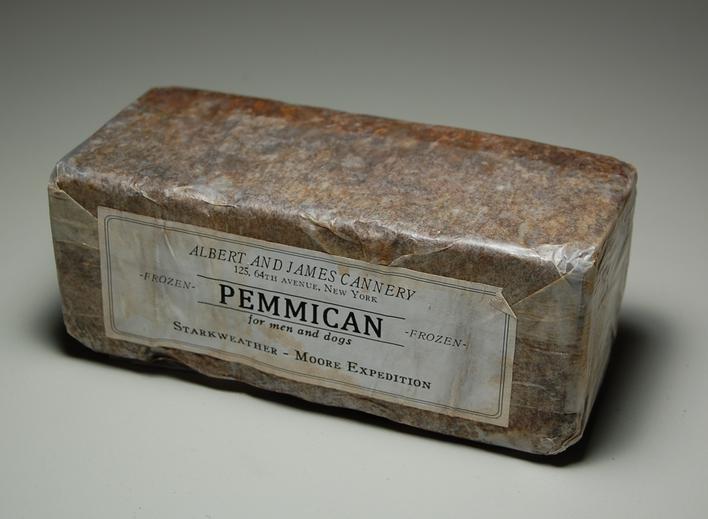 ALBERT AND JAMES CANNERY
125, 64TH AVENUE, NEW YORK
-FROZEN-
PEMMICAN
-FROZEN-
for men and dogs
STARKWEATHER - MOORE EXPEDITION